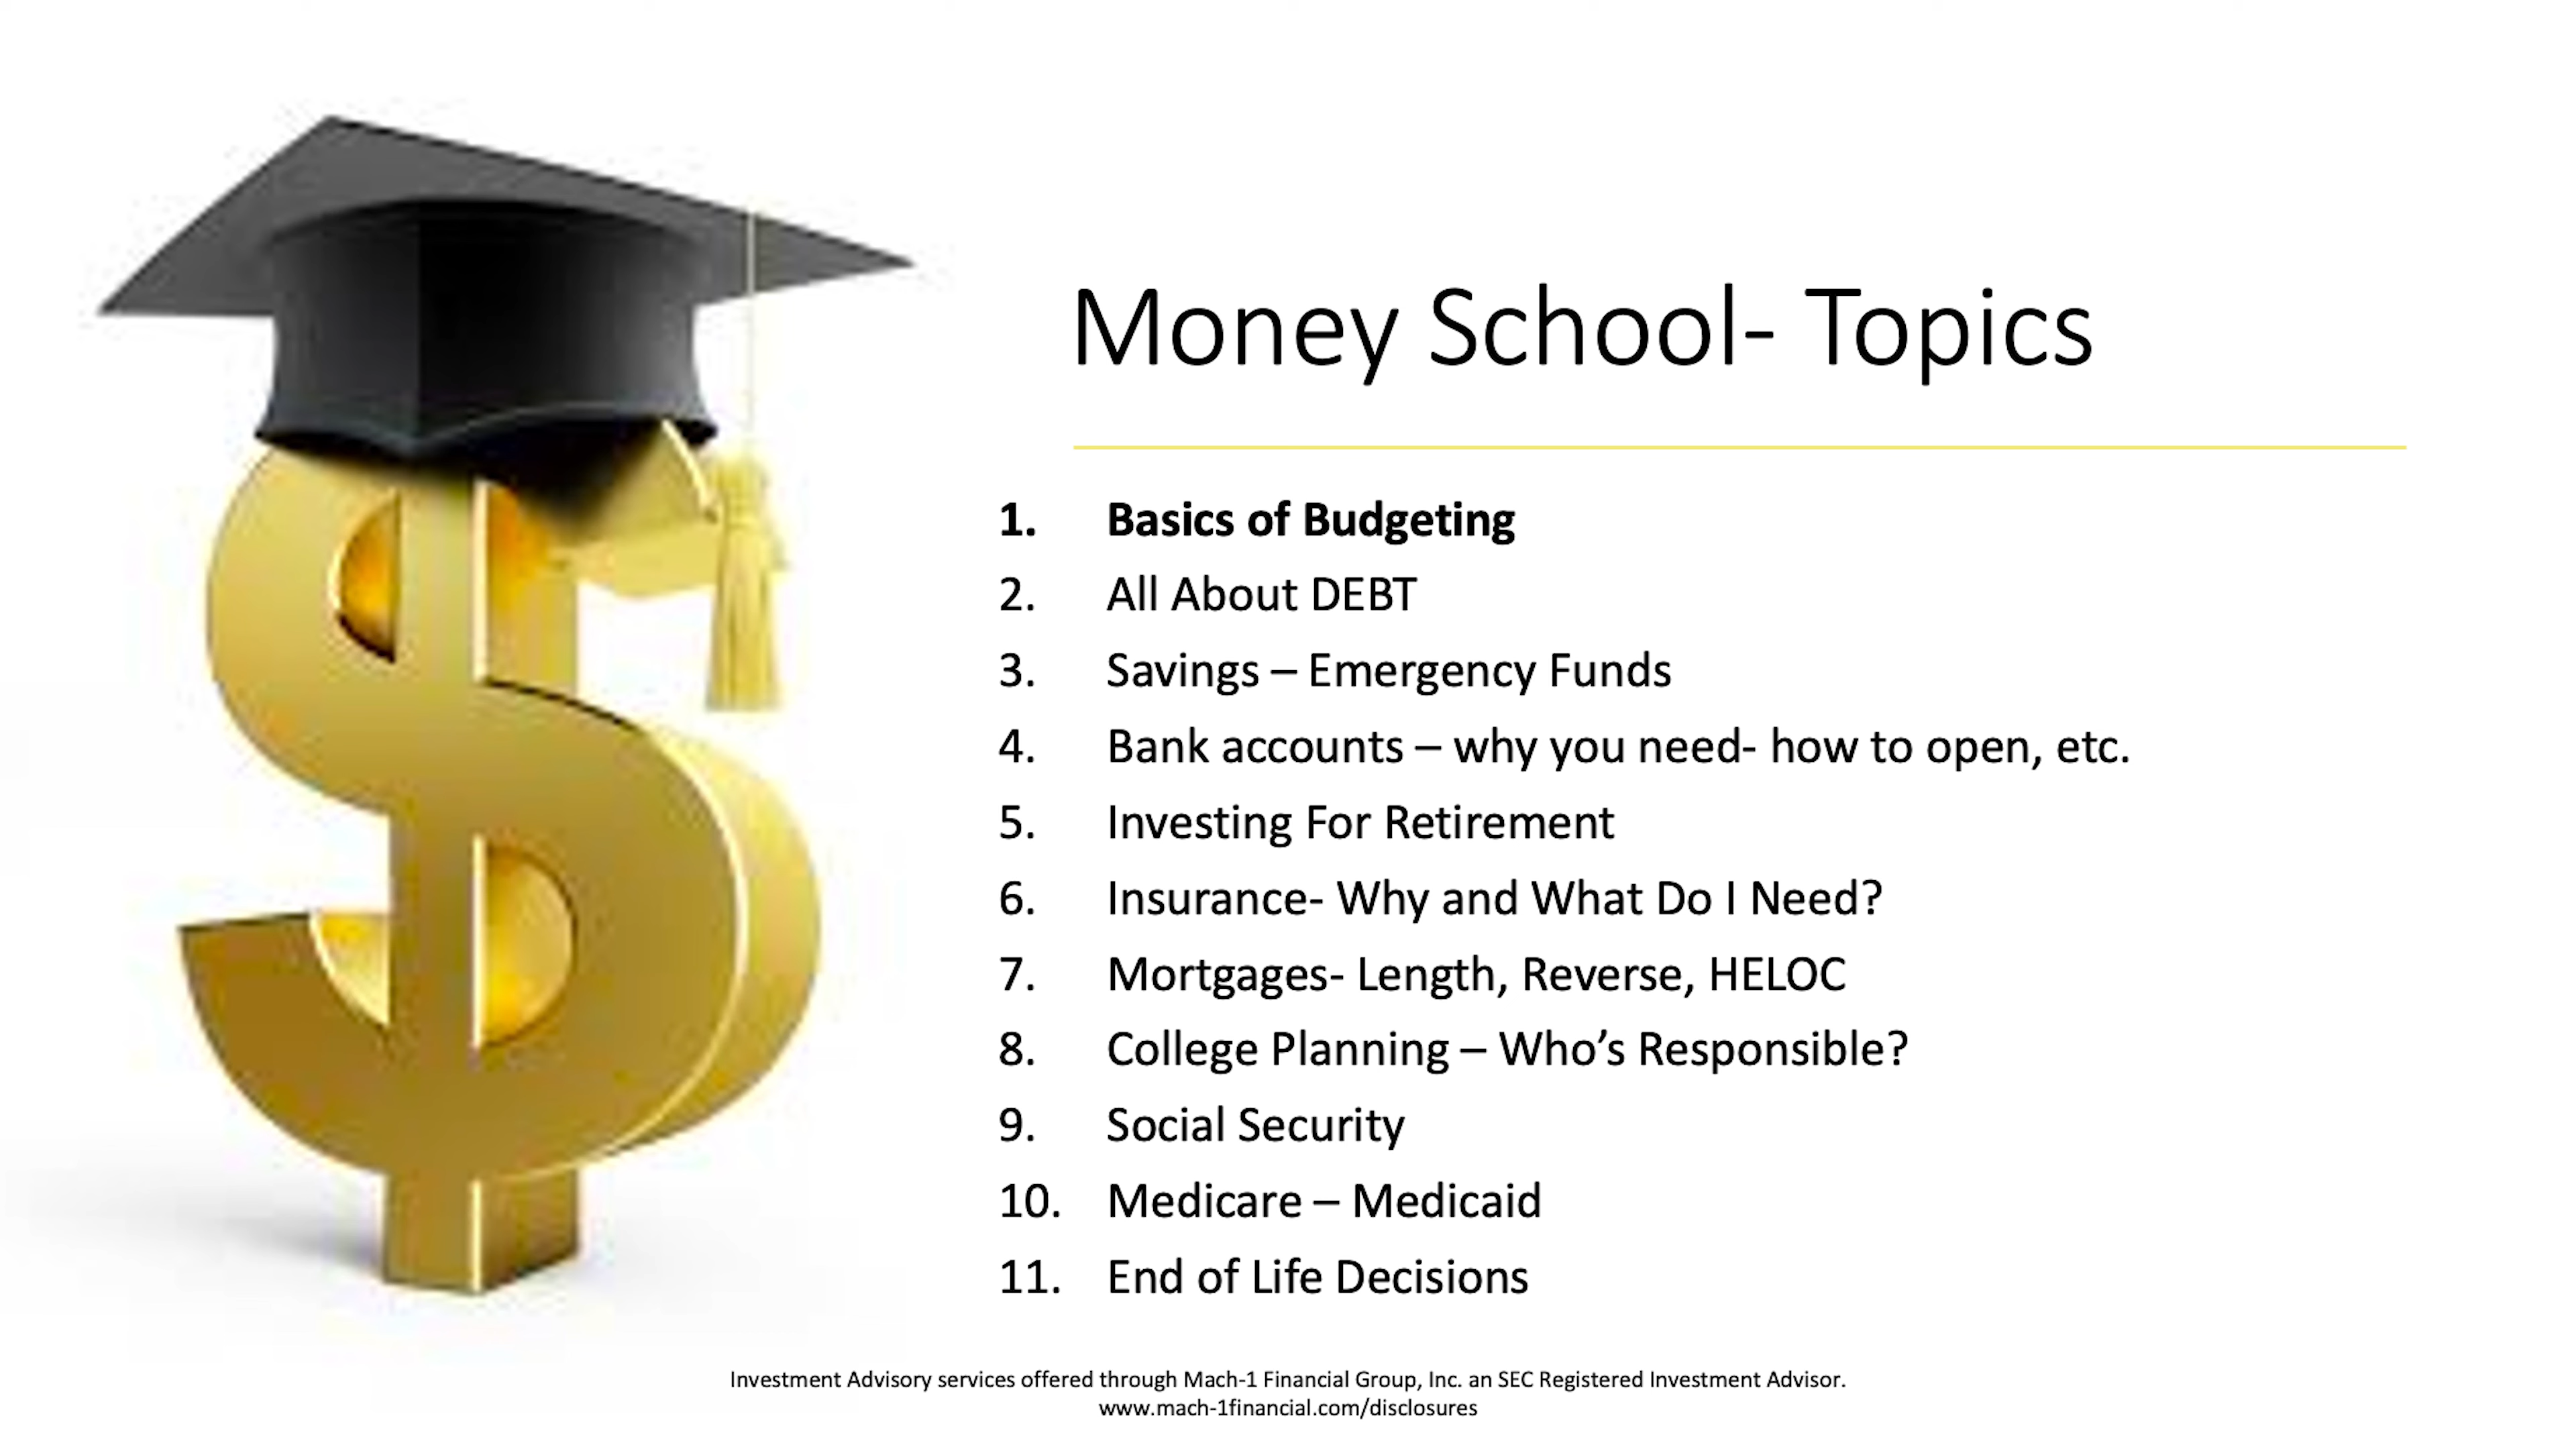 Money School- Topics
1. Basics of Budgeting
2. All About DEBT
3. Savings – Emergency Funds
4. Bank accounts – why you need- how to open, etc.
5. Investing For Retirement
6. Insurance- Why and What Do I Need?
7. Mortgages- Length, Reverse, HELOC
8. College Planning – Who’s Responsible?
9. Social Security
10. Medicare – Medicaid
11. End of Life Decisions
Investment Advisory services offered through Mach-1 Financial Group, Inc. an SEC Registered Investment Advisor.
www.mach-1financial.com/disclosures